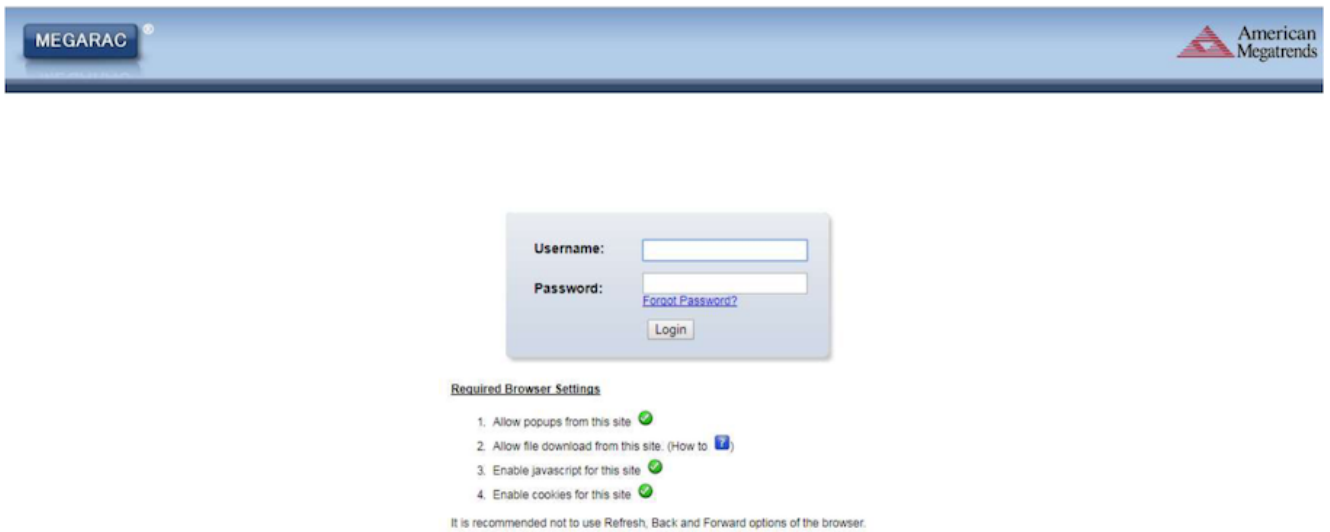 MEGARAC ®
American
Megatrends
Username:
Password:
Forgot Password?
Login
Required Browser Settings
1. Allow popups from this site
2. Allow file download from this site. (How to ?)
3. Enable javascript for this site
4. Enable cookies for this site
It is recommended not to use Refresh, Back and Forward options of the browser.